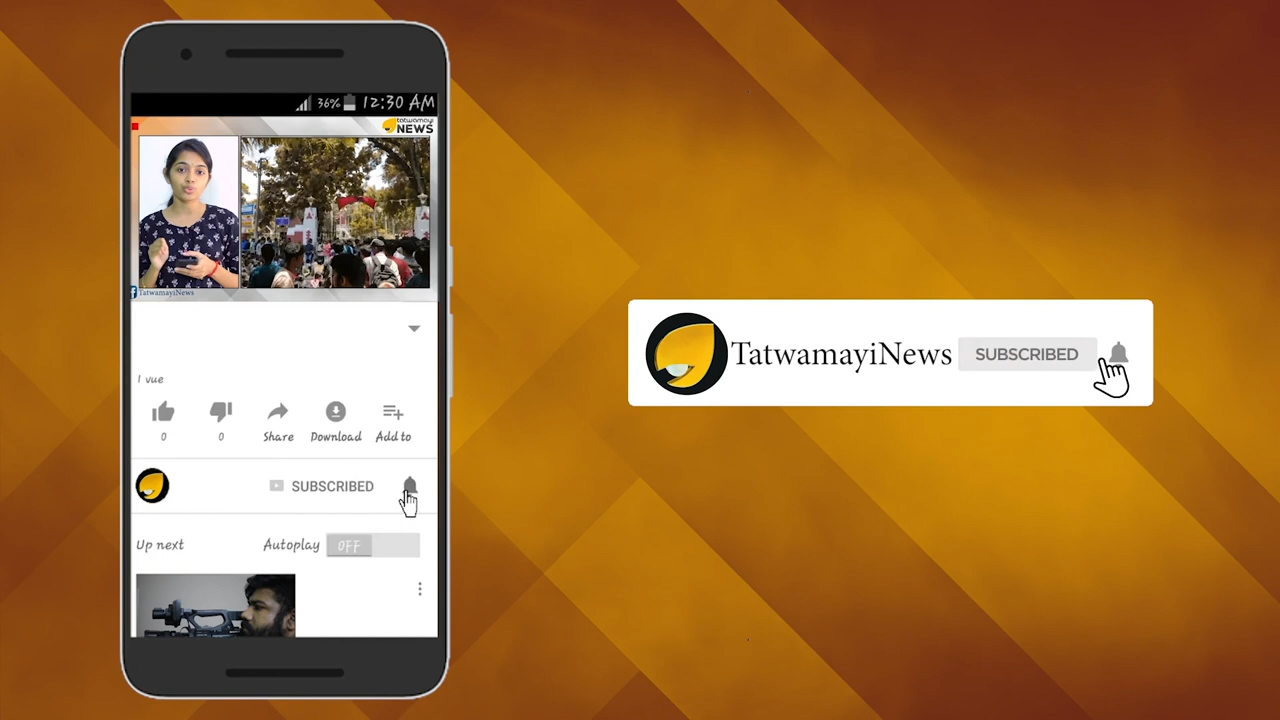 36% 12:30 AM
tatwamayi
NEWS
TatwamayiNews
1 vue
0 0 Share Download Add to
SUBSCRIBED
Up next Autoplay OFF
TatwamayiNews SUBSCRIBED